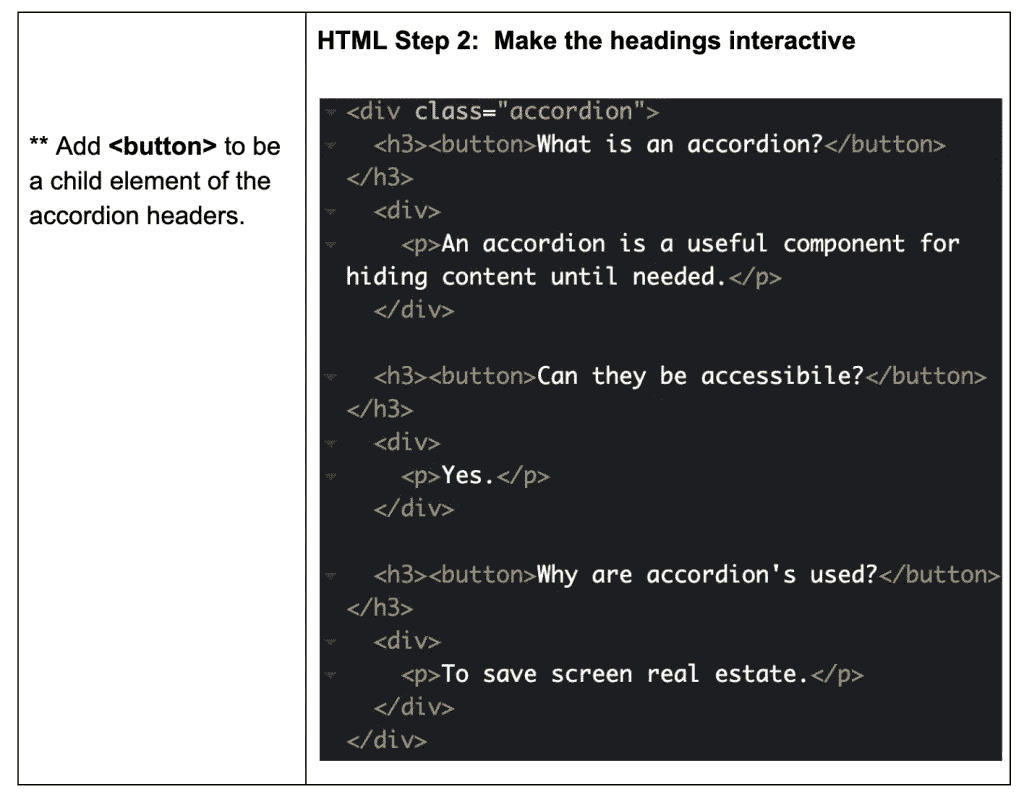 HTML Step 2: Make the headings interactive
** Add <button> to be
a child element of the
accordion headers.
<div class="accordion">
<h3><button>What is an accordion?</button>
</h3>
<div>
<p>An accordion is a useful component for
hiding content until needed.</p>
</div>
<h3><button>Can they be accessibile?</button>
</h3>
<div>
<p>Yes.</p>
</div>
<h3><button>Why are accordion's used?</button>
</h3>
<div>
<p>To save screen real estate.</p>
</div>
</div>